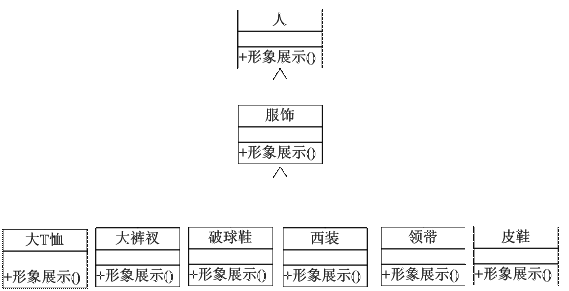 人
+形象展示()
服饰
+形象展示()
大T恤 大裤衩 破球鞋 西装 领带 皮鞋
+形象展示() +形象展示() +形象展示() +形象展示() +形象展示() +形象展示()